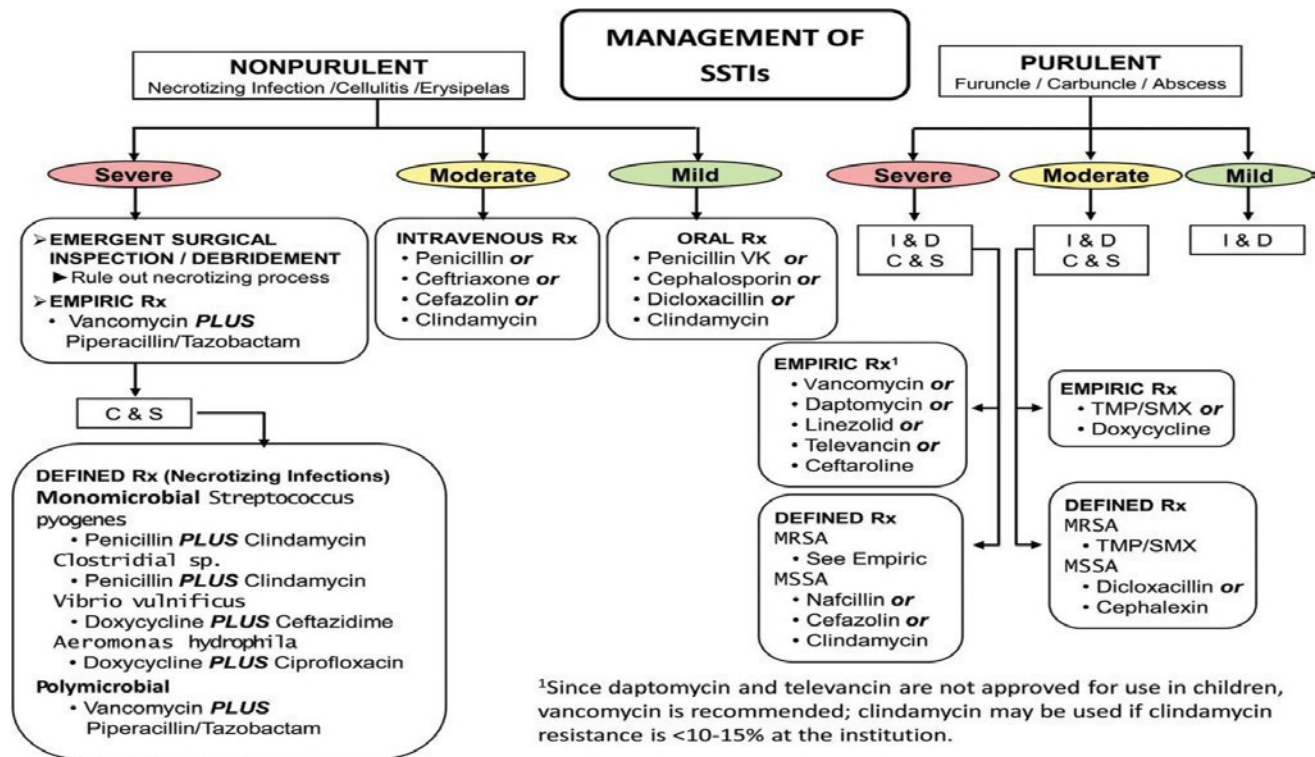 MANAGEMENT OF
SSTIs
NONPURULENT
Necrotizing Infection /Cellulitis /Erysipelas
Severe
Moderate
Mild
➢EMERGENT SURGICAL
INSPECTION / DEBRIDEMENT
► Rule out necrotizing process
➢EMPIRIC Rx
• Vancomycin PLUS
Piperacillin/Tazobactam
C & S
DEFINED Rx (Necrotizing Infections)
Monomicrobial Streptococcus
pyogenes
• Penicillin PLUS Clindamycin
Clostridial sp.
• Penicillin PLUS Clindamycin
Vibrio vulnificus
• Doxycycline PLUS Ceftazidime
Aeromonas hydrophila
• Doxycycline PLUS Ciprofloxacin
Polymicrobial
• Vancomycin PLUS
Piperacillin/Tazobactam
INTRAVENOUS Rx
• Penicillin or
• Ceftriaxone or
• Cefazolin or
• Clindamycin
ORAL Rx
• Penicillin VK or
• Cephalosporin or
• Dicloxacillin or
• Clindamycin
PURULENT
Furuncle / Carbuncle / Abscess
Severe
Moderate
Mild
I & D
C & S
I & D
C & S
I & D
EMPIRIC Rx¹
• Vancomycin or
• Daptomycin or
• Linezolid or
• Televancin or
• Ceftaroline
DEFINED Rx
MRSA
• See Empiric
MSSA
• Nafcillin or
• Cefazolin or
• Clindamycin
EMPIRIC Rx
• TMP/SMX or
• Doxycycline
DEFINED Rx
MRSA
• TMP/SMX
MSSA
• Dicloxacillin or
• Cephalexin
¹Since daptomycin and televancin are not approved for use in children,
vancomycin is recommended; clindamycin may be used if clindamycin
resistance is <10-15% at the institution.